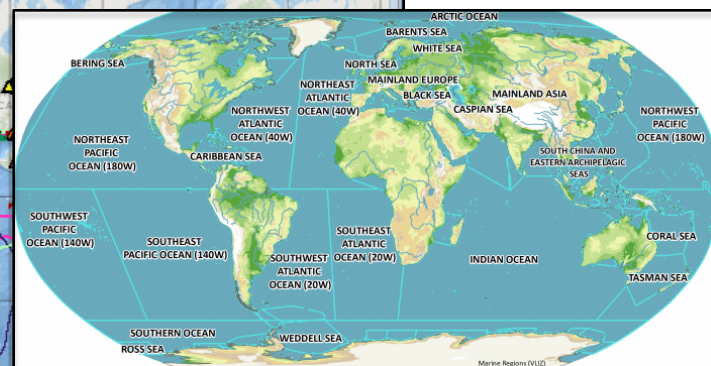 ARCTIC OCEAN
BARENTS SEA
WHITE SEA
BERING SEA
NORTH SEA
MAINLAND EUROPE
BLACK SEA
CASPIAN SEA
MAINLAND ASIA
NORTHEAST
ATLANTIC
OCEAN (40W)
NORTHWEST
ATLANTIC
OCEAN (40W)
NORTHWEST
PACIFIC
OCEAN (180W)
NORTHEAST
PACIFIC
OCEAN (180W)
CARIBBEAN SEA
SOUTH CHINA AND
EASTERN ARCHIPELAGIC
SEAS
SOUTHWEST
PACIFIC
OCEAN (140W)
SOUTHEAST
PACIFIC OCEAN (140W)
SOUTHWEST
ATLANTIC
OCEAN (20W)
SOUTHEAST
ATLANTIC
OCEAN (20W)
INDIAN OCEAN
CORAL SEA
TASMAN SEA
SOUTHERN OCEAN
ROSS SEA
WEDDELL SEA
Marine Regions (VLIZ)